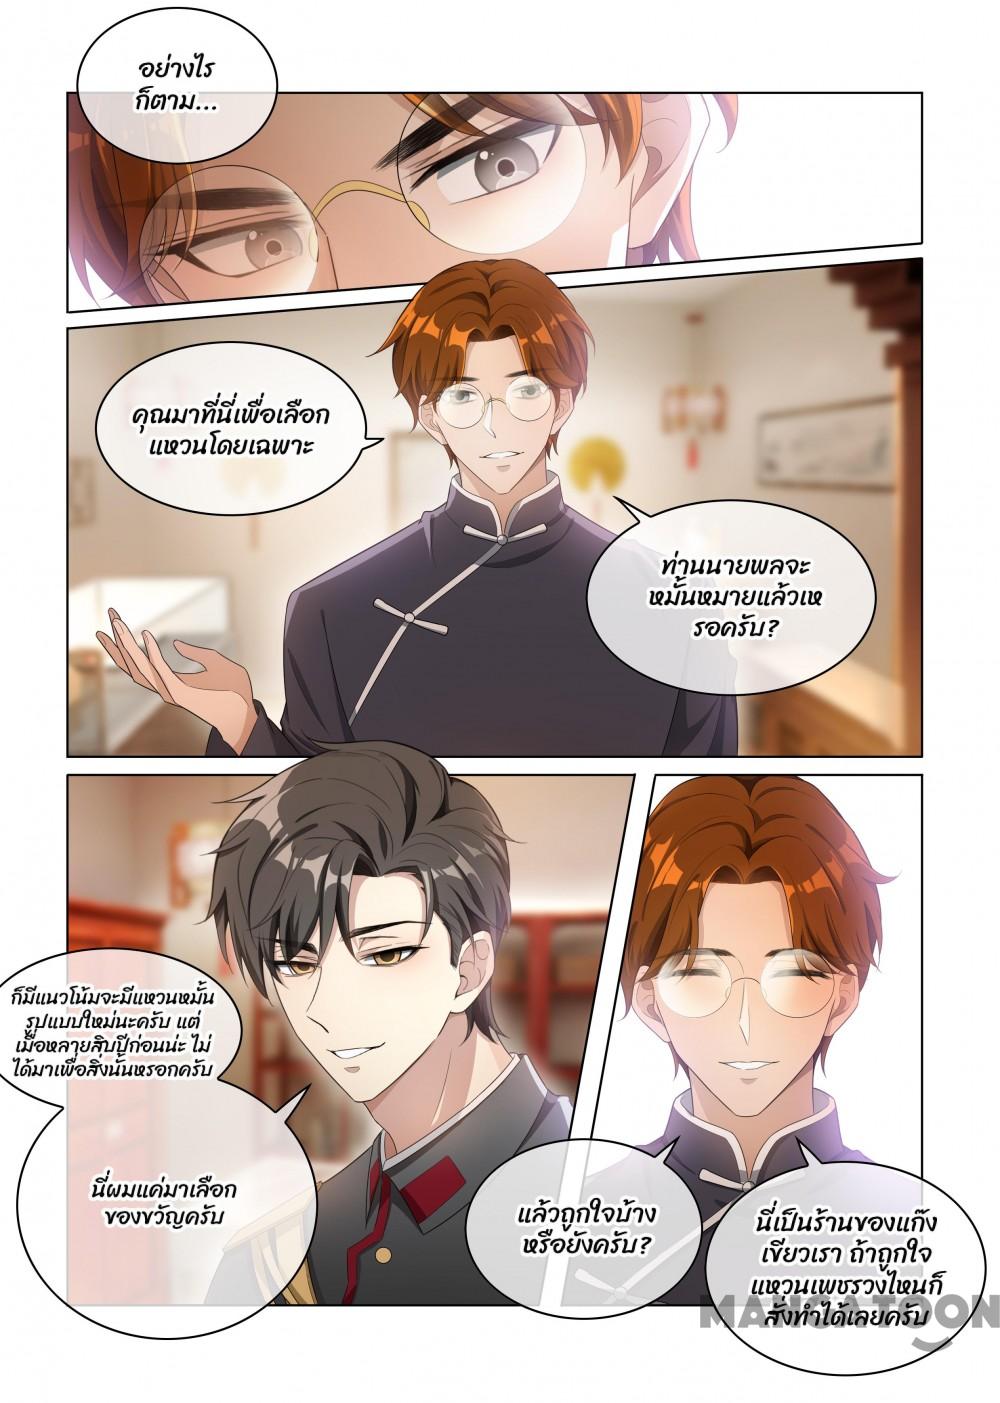 อย่างไร
ก็ตาม...
คุณมาที่นี่เพื่อเลือก
แหวนโดยเฉพาะ
ท่านนายพลจะ
หมั้นหมายแล้วเห
รอครับ?
ก็มีแนวโน้มจะมีแหวนหมั้น
รูปแบบใหม่นะครับ แต่
เมื่อหลายสิบปีก่อนน่ะ ไม่
ได้มาเพื่อสิ่งนั้นหรอกครับ
นี่ผมแค่มาเลือก
ของขวัญครับ
แล้วถูกใจบ้าง
หรือยังครับ?
นี่เป็นร้านของแก๊ง
เขียวเรา ถ้าถูกใจ
แหวนเพชรวงไหนก็
สั่งทำได้เลยครับ
MANGATOON